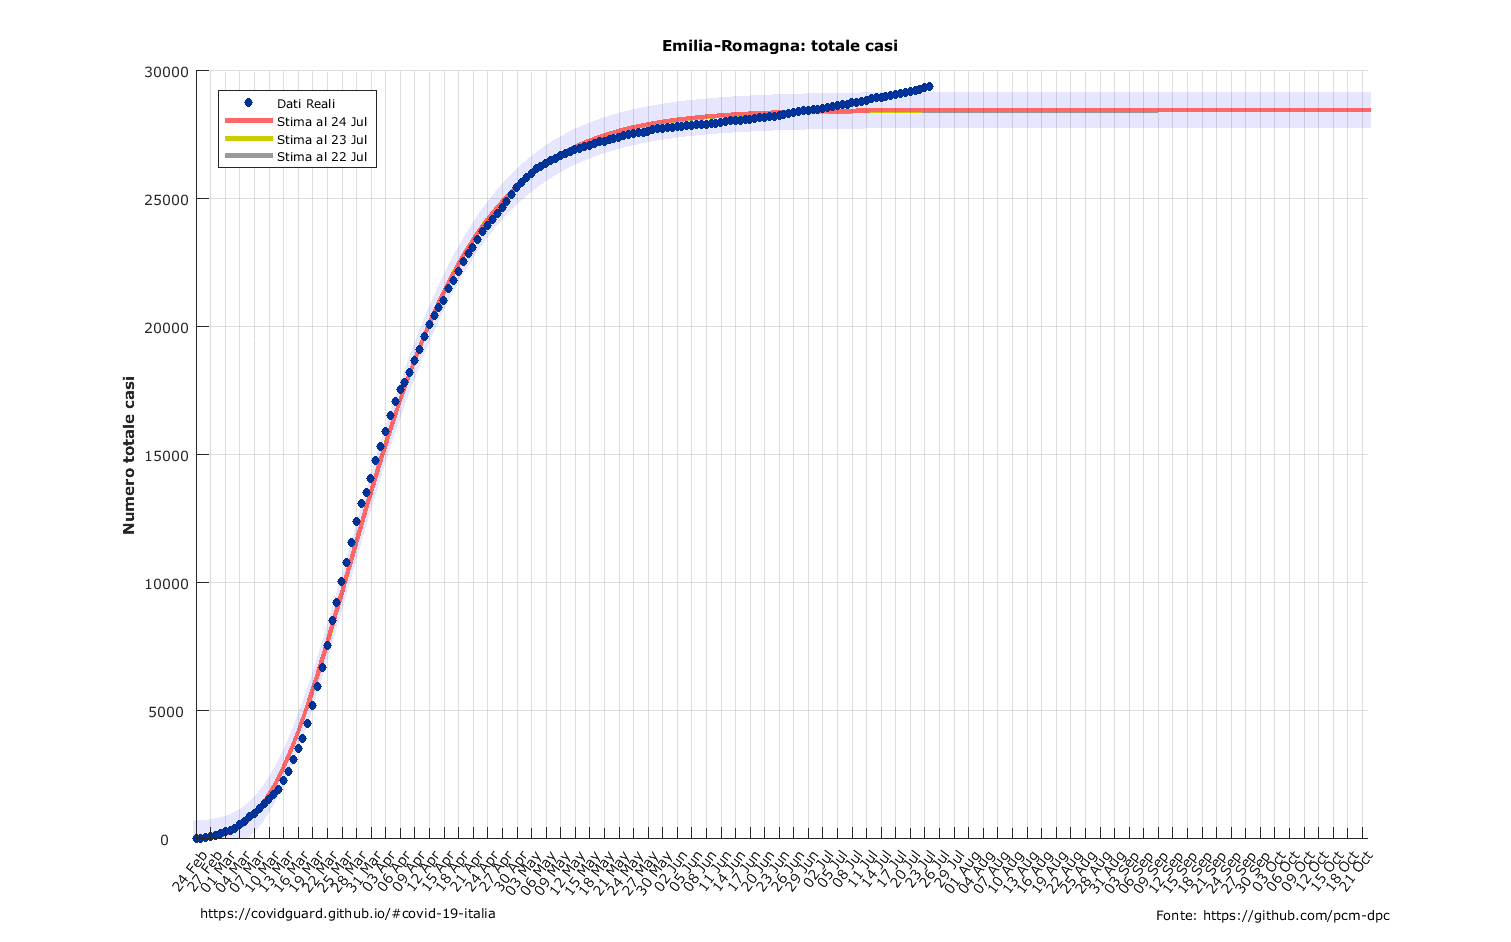 Emilia-Romagna: totale casi
30000
25000
20000
15000
10000
5000
0
Numero totale casi
Dati Reali
Stima al 24 Jul
Stima al 23 Jul
Stima al 22 Jul
24 Feb
27 Feb
01 Mar
04 Mar
07 Mar
10 Mar
13 Mar
16 Mar
19 Mar
22 Mar
25 Mar
28 Mar
31 Mar
03 Apr
06 Apr
09 Apr
12 Apr
15 Apr
18 Apr
21 Apr
24 Apr
27 Apr
30 Apr
03 May
06 May
09 May
12 May
15 May
18 May
21 May
24 May
27 May
30 May
02 Jun
05 Jun
08 Jun
11 Jun
14 Jun
17 Jun
20 Jun
23 Jun
26 Jun
29 Jun
02 Jul
05 Jul
08 Jul
11 Jul
14 Jul
17 Jul
20 Jul
23 Jul
26 Jul
29 Jul
01 Aug
04 Aug
07 Aug
10 Aug
13 Aug
16 Aug
19 Aug
22 Aug
25 Aug
28 Aug
31 Aug
03 Sep
06 Sep
09 Sep
12 Sep
15 Sep
18 Sep
21 Sep
24 Sep
27 Sep
30 Sep
03 Oct
06 Oct
09 Oct
12 Oct
15 Oct
18 Oct
21 Oct
https://covidguard.github.io/#covid-19-italia
Fonte: https://github.com/pcm-dpc